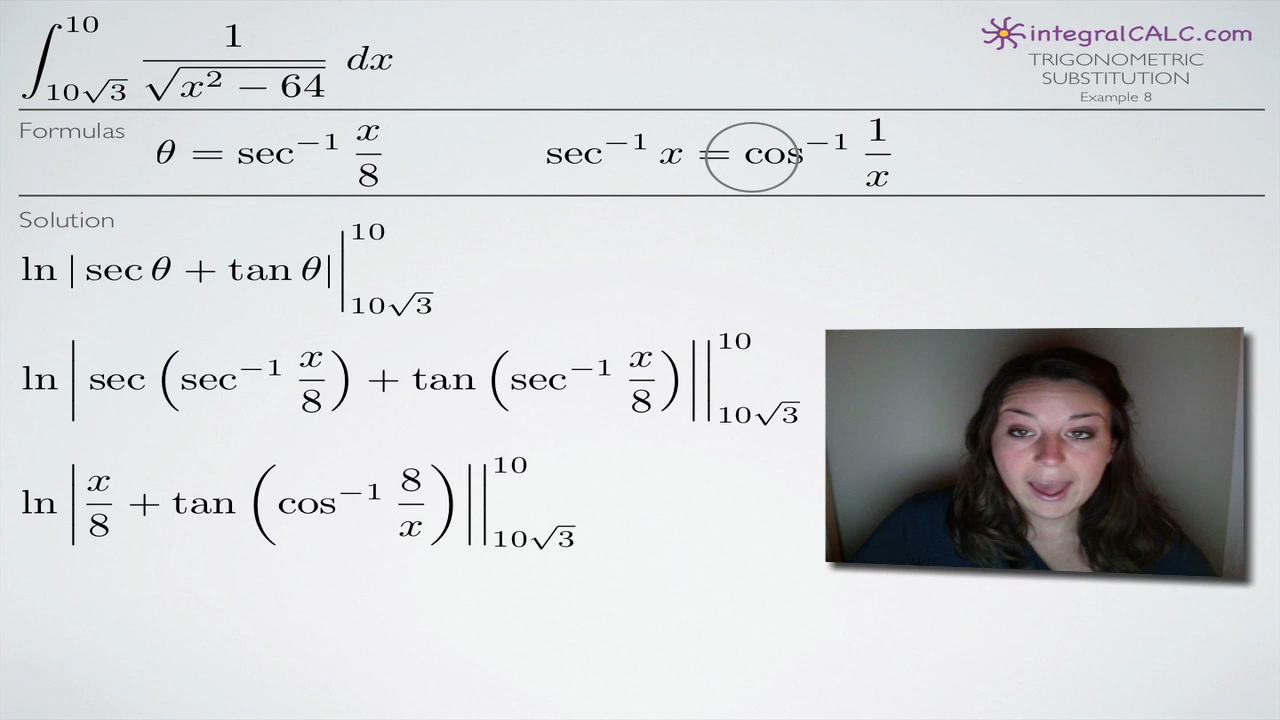 ∫_{10√3}^{10} 1/√(x² − 64) dx
integralCALC.com
TRIGONOMETRIC
SUBSTITUTION
Example 8
Formulas
θ = sec⁻¹ x/8
sec⁻¹ x = cos⁻¹ 1/x
Solution
ln | sec θ + tan θ| |_{10√3}^{10}
ln | sec (sec⁻¹ x/8) + tan (sec⁻¹ x/8) | |_{10√3}^{10}
ln | x/8 + tan (cos⁻¹ 8/x) | |_{10√3}^{10}